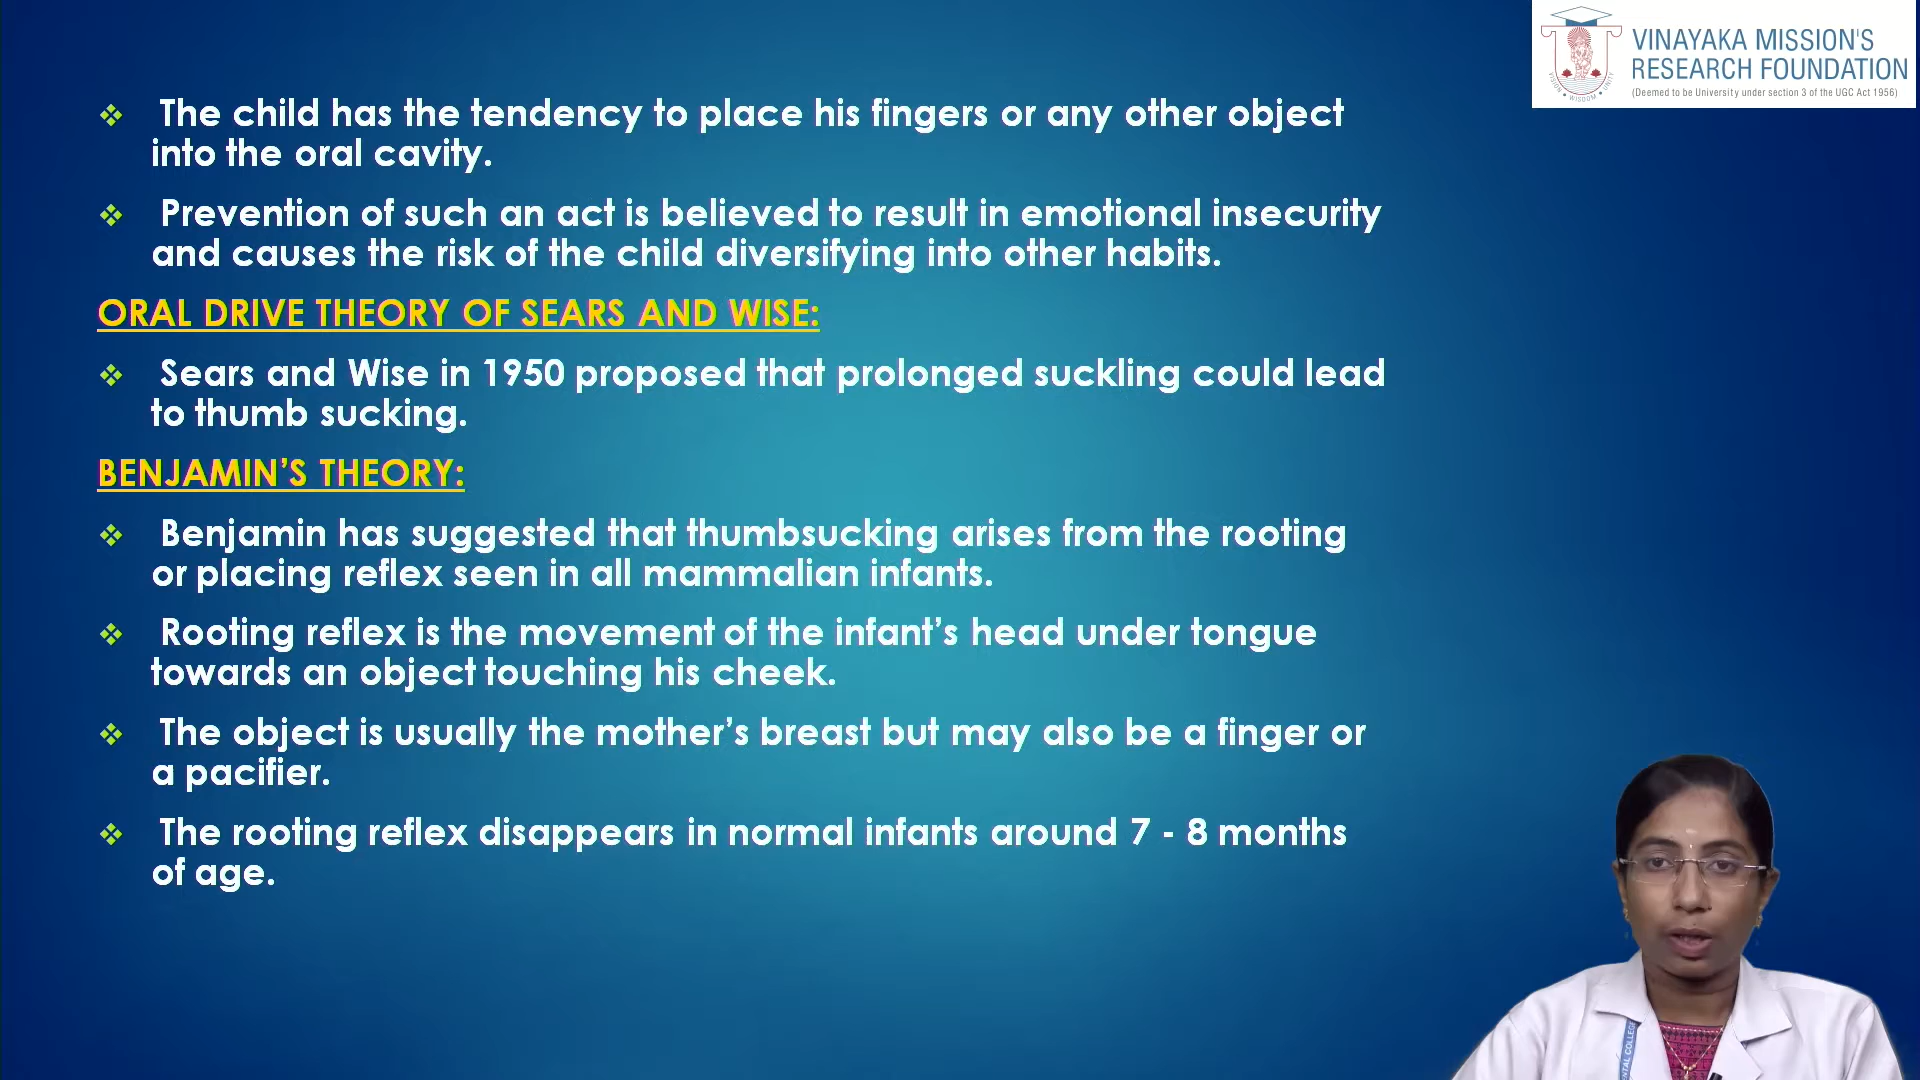 VINAYAKA MISSION'S
RESEARCH FOUNDATION
(Deemed to be University under section 3 of the UGC Act 1956)
❖ The child has the tendency to place his fingers or any other object
into the oral cavity.
❖ Prevention of such an act is believed to result in emotional insecurity
and causes the risk of the child diversifying into other habits.
ORAL DRIVE THEORY OF SEARS AND WISE:
❖ Sears and Wise in 1950 proposed that prolonged suckling could lead
to thumb sucking.
BENJAMIN’S THEORY:
❖ Benjamin has suggested that thumbsucking arises from the rooting
or placing reflex seen in all mammalian infants.
❖ Rooting reflex is the movement of the infant’s head under tongue
towards an object touching his cheek.
❖ The object is usually the mother’s breast but may also be a finger or
a pacifier.
❖ The rooting reflex disappears in normal infants around 7 - 8 months
of age.